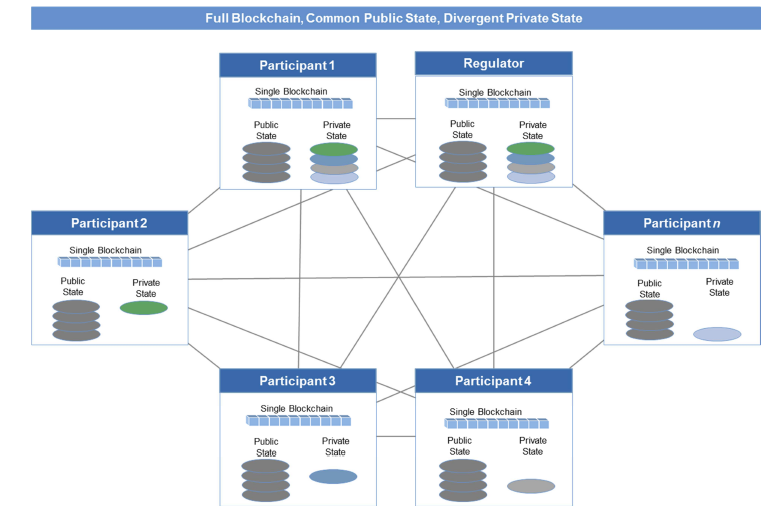 Full Blockchain, Common Public State, Divergent Private State
Participant 1
Single Blockchain
Public
State
Private
State
Regulator
Single Blockchain
Public
State
Private
State
Participant 2
Single Blockchain
Public
State
Private
State
Participant n
Single Blockchain
Public
State
Private
State
Participant 3
Single Blockchain
Public
State
Private
State
Participant 4
Single Blockchain
Public
State
Private
State